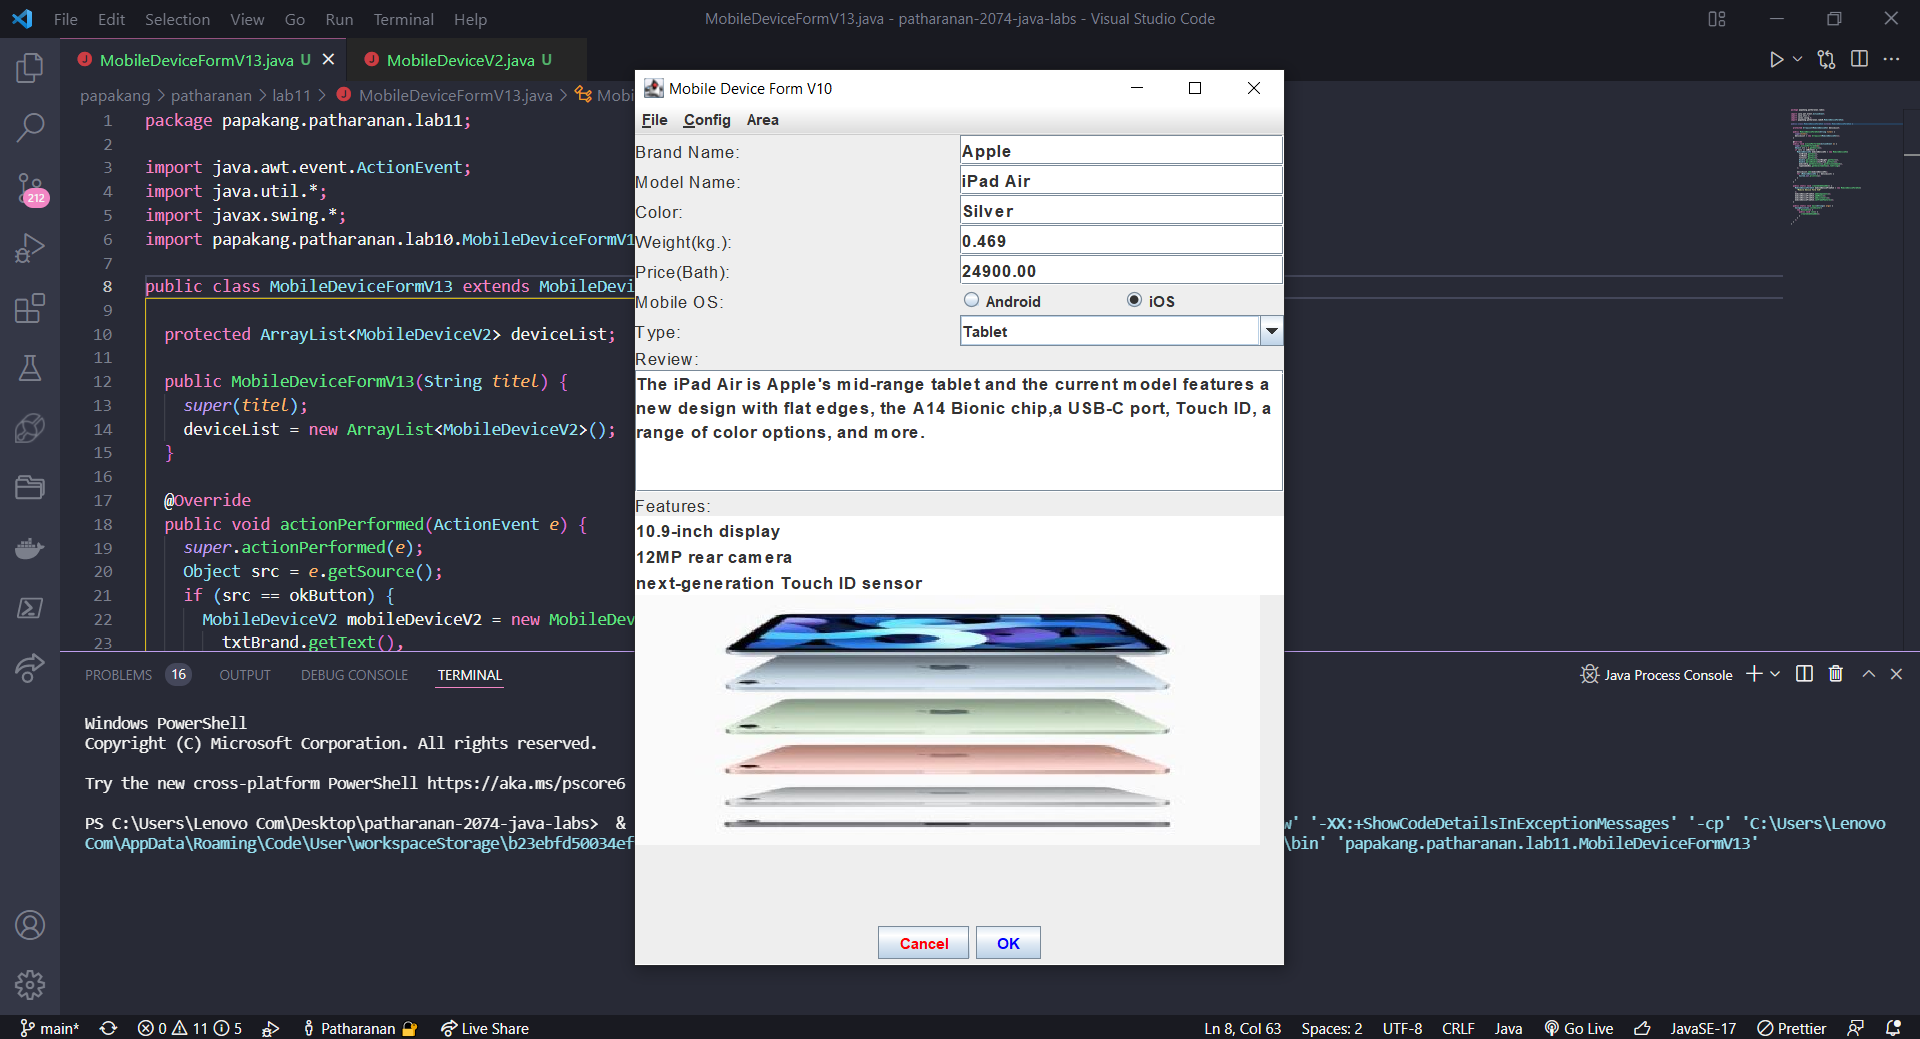 File Edit Selection View Go Run Terminal Help
MobileDeviceFormV13.java - patharanan-2074-java-labs - Visual Studio Code
MobileDeviceFormV13.java U
MobileDeviceV2.java U
papakang > patharanan > lab11 > MobileDeviceFormV13.java > Mobi
1 package papakang.patharanan.lab11;
2
3 import java.awt.event.ActionEvent;
4 import java.util.*;
5 import javax.swing.*;
6 import papakang.patharanan.lab10.MobileDeviceFormV1
7
8 public class MobileDeviceFormV13 extends MobileDevi
9
10 protected ArrayList<MobileDeviceV2> deviceList;
11
12 public MobileDeviceFormV13(String titel) {
13 super(titel);
14 deviceList = new ArrayList<MobileDeviceV2>();
15 }
16
17 @Override
18 public void actionPerformed(ActionEvent e) {
19 super.actionPerformed(e);
20 Object src = e.getSource();
21 if (src == okButton) {
22 MobileDeviceV2 mobileDeviceV2 = new MobileDev
23 txtBrand.getText(),
212
Mobile Device Form V10
File Config Area
Brand Name: Apple
Model Name: iPad Air
Color: Silver
Weight(kg.): 0.469
Price(Bath): 24900.00
Mobile OS: Android iOS
Type: Tablet
Review:
The iPad Air is Apple's mid-range tablet and the current model features a
new design with flat edges, the A14 Bionic chip,a USB-C port, Touch ID, a
range of color options, and more.
Features:
10.9-inch display
12MP rear camera
next-generation Touch ID sensor
Cancel OK
PROBLEMS 16 OUTPUT DEBUG CONSOLE TERMINAL
Java Process Console
Windows PowerShell
Copyright (C) Microsoft Corporation. All rights reserved.
Try the new cross-platform PowerShell https://aka.ms/pscore6
PS C:\Users\Lenovo Com\Desktop\patharanan-2074-java-labs> & w' '-XX:+ShowCodeDetailsInExceptionMessages' '-cp' 'C:\Users\Lenovo
Com\AppData\Roaming\Code\User\workspaceStorage\b23ebfd50034ef \bin' 'papakang.patharanan.lab11.MobileDeviceFormV13'
main* 0 11 5 Patharanan Live Share
Ln 8, Col 63 Spaces: 2 UTF-8 CRLF Java Go Live JavaSE-17 Prettier